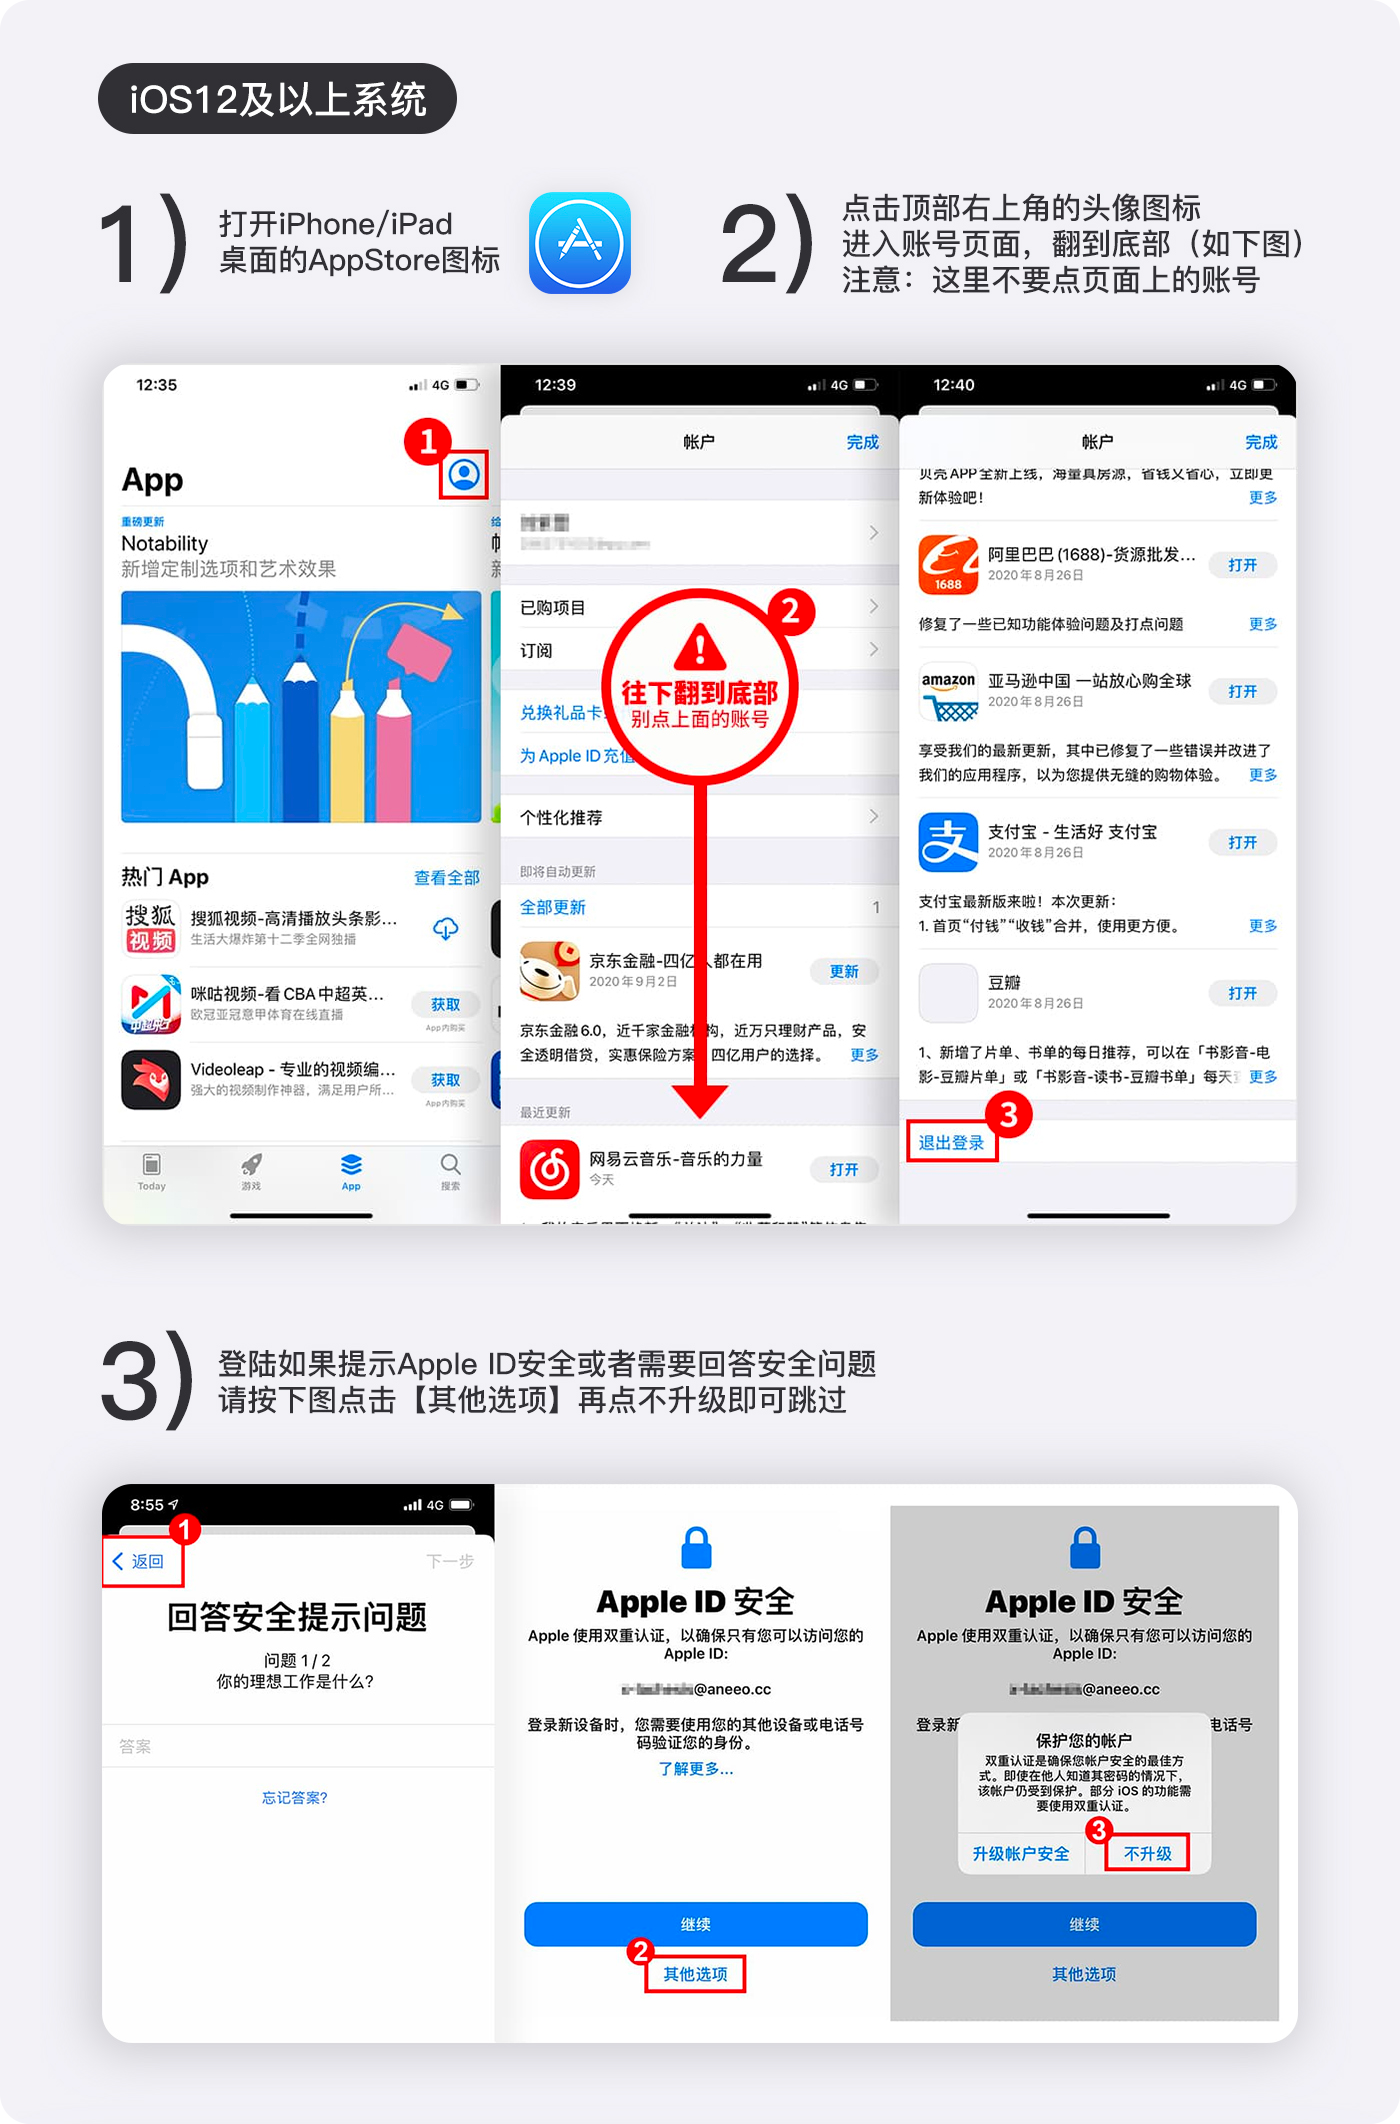 iOS12及以上系统
1)
打开iPhone/iPad
桌面的AppStore图标
2)
点击顶部右上角的头像图标
进入账号页面，翻到底部（如下图）
注意：这里不要点页面上的账号
12:35
4G
1
App
重磅更新
Notability
新增定制选项和艺术效果
热门 App
查看全部
搜狐视频
搜狐视频-高清播放头条影...
生活大爆炸第十二季全网独播
咪咕视频-看 CBA 中超英...
欧冠亚冠意甲体育在线直播
获取
App内购买
Videoleap - 专业的视频编...
强大的视频制作神器，满足用户所...
获取
App内购买
Today
游戏
App
搜索
12:39
4G
帐户
完成
已购项目
订阅
兑换礼品卡
为 Apple ID 充值
2
往下翻到底部
别点上面的账号
个性化推荐
即将自动更新
全部更新
1
京东金融-四亿人都在用
2020年9月2日
更新
京东金融6.0，近千家金融机构，近万只理财产品，安
全透明借贷，实惠保险方案 四亿用户的选择。
更多
最近更新
网易云音乐-音乐的力量
今天
打开
12:40
4G
帐户
完成
贝壳APP全新上线，海量真房源，省钱又省心，立即更
新体验吧！
更多
1688
阿里巴巴 (1688)-货源批发...
2020年8月26日
打开
修复了一些已知功能体验问题及打点问题
更多
amazon
亚马逊中国 一站放心购全球
2020年8月26日
打开
享受我们的最新更新，其中已修复了一些错误并改进了
我们的应用程序，以为您提供无缝的购物体验。
更多
支
支付宝 - 生活好 支付宝
2020年8月26日
打开
支付宝最新版来啦！本次更新：
1. 首页“付钱”“收钱”合并，使用更方便。
更多
豆瓣
2020年8月26日
打开
1、新增了片单、书单的每日推荐，可以在「书影音-电
影-豆瓣片单」或「书影音-读书-豆瓣书单」每天
更多
3
退出登录
3)
登陆如果提示Apple ID安全或者需要回答安全问题
请按下图点击【其他选项】再点不升级即可跳过
8:55
4G
1
返回
下一步
回答安全提示问题
问题 1 / 2
你的理想工作是什么？
答案
忘记答案？
Apple ID 安全
Apple 使用双重认证，以确保只有您可以访问您的
Apple ID:
@aneeo.cc
登录新设备时，您需要使用您的其他设备或电话号
码验证您的身份。
了解更多...
继续
2
其他选项
Apple ID 安全
Apple 使用双重认证，以确保只有您可以访问您的
Apple ID:
@aneeo.cc
登录新
电话号
保护您的帐户
双重认证是确保您帐户安全的最佳方
式。即使在他人知道其密码的情况下，
该帐户仍受到保护。部分 iOS 的功能需
要使用双重认证。
升级帐户安全
3
不升级
继续
其他选项